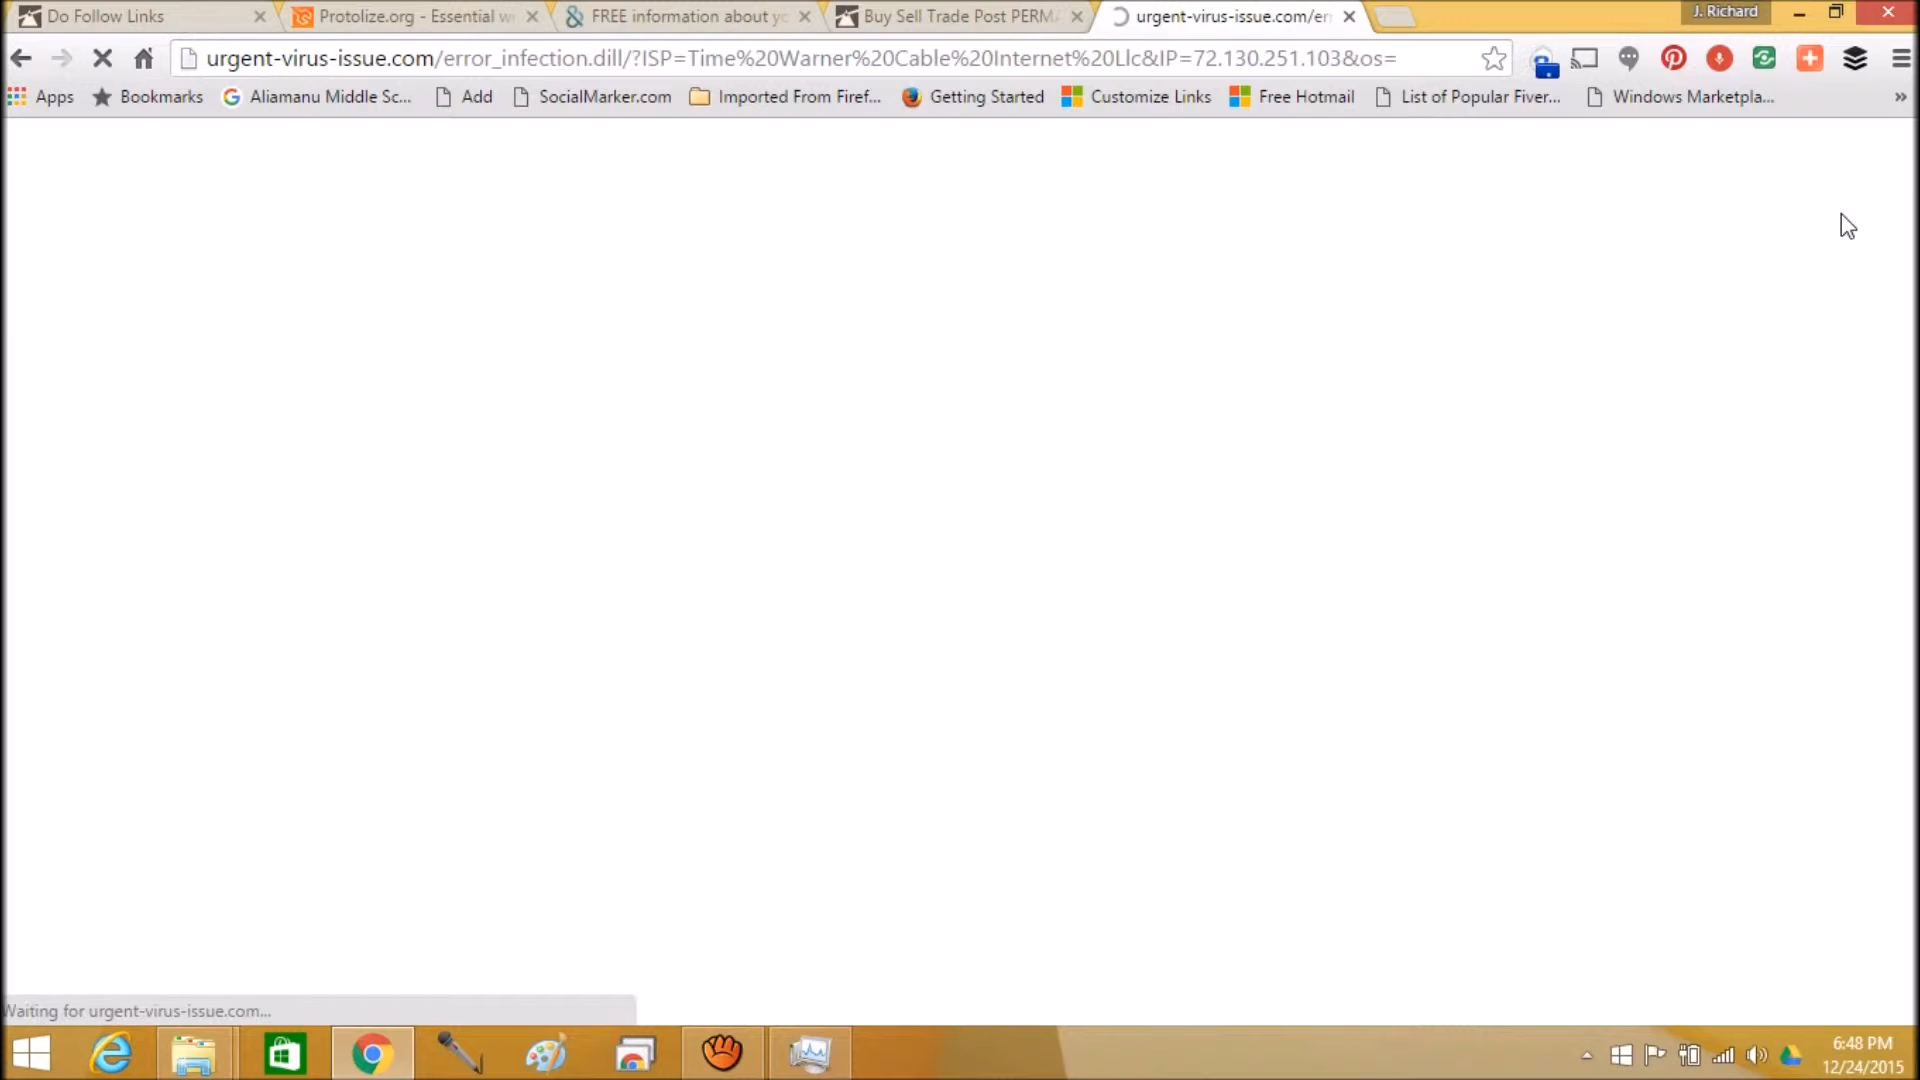 Do Follow Links
Protolize.org - Essential w
FREE information about yo
Buy Sell Trade Post PERMA
urgent-virus-issue.com/er
J. Richard
urgent-virus-issue.com/error_infection.dill/?ISP=Time%20Warner%20Cable%20Internet%20Llc&IP=72.130.251.103&os=
Apps
Bookmarks
Aliamanu Middle Sc...
Add
SocialMarker.com
Imported From Firef...
Getting Started
Customize Links
Free Hotmail
List of Popular Fiver...
Windows Marketpla...
»
Waiting for urgent-virus-issue.com...
6:48 PM
12/24/2015